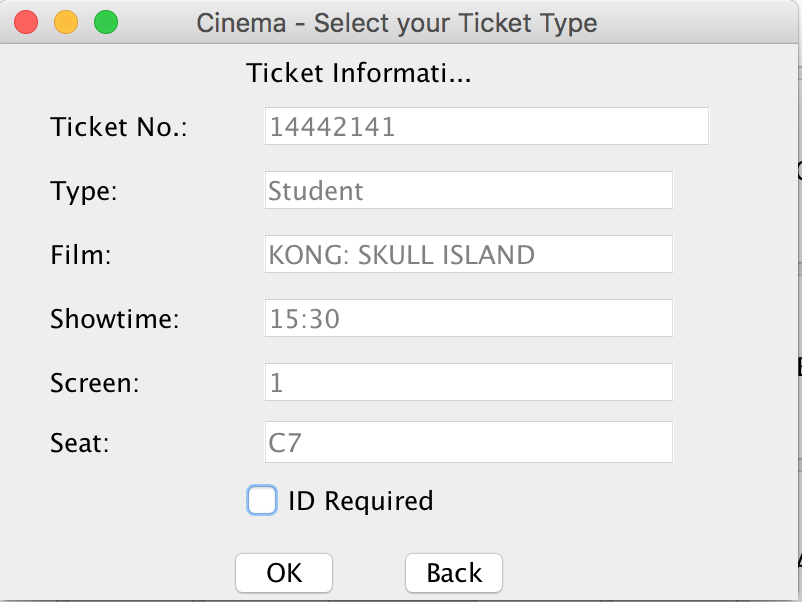 Cinema - Select your Ticket Type
Ticket Informati...
Ticket No.: 14442141
Type: Student
Film: KONG: SKULL ISLAND
Showtime: 15:30
Screen: 1
Seat: C7
ID Required
OK Back